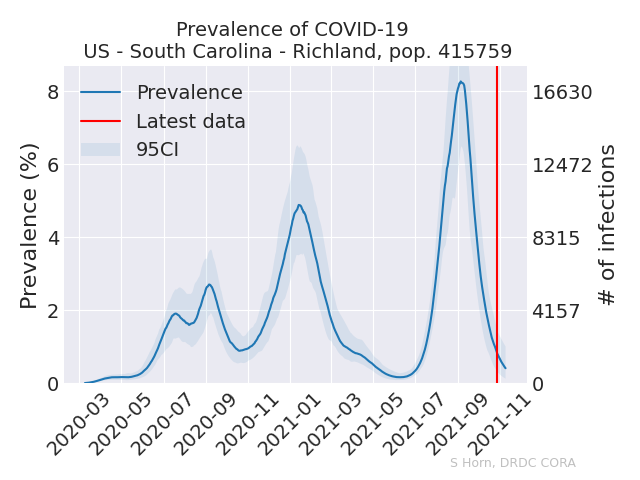 Prevalence of COVID-19
US - South Carolina - Richland, pop. 415759
Prevalence
Latest data
95CI
Prevalence (%)
8
6
4
2
0
16630
12472
8315
4157
0
# of infections
2020-03
2020-05
2020-07
2020-09
2020-11
2021-01
2021-03
2021-05
2021-07
2021-09
2021-11
S Horn, DRDC CORA